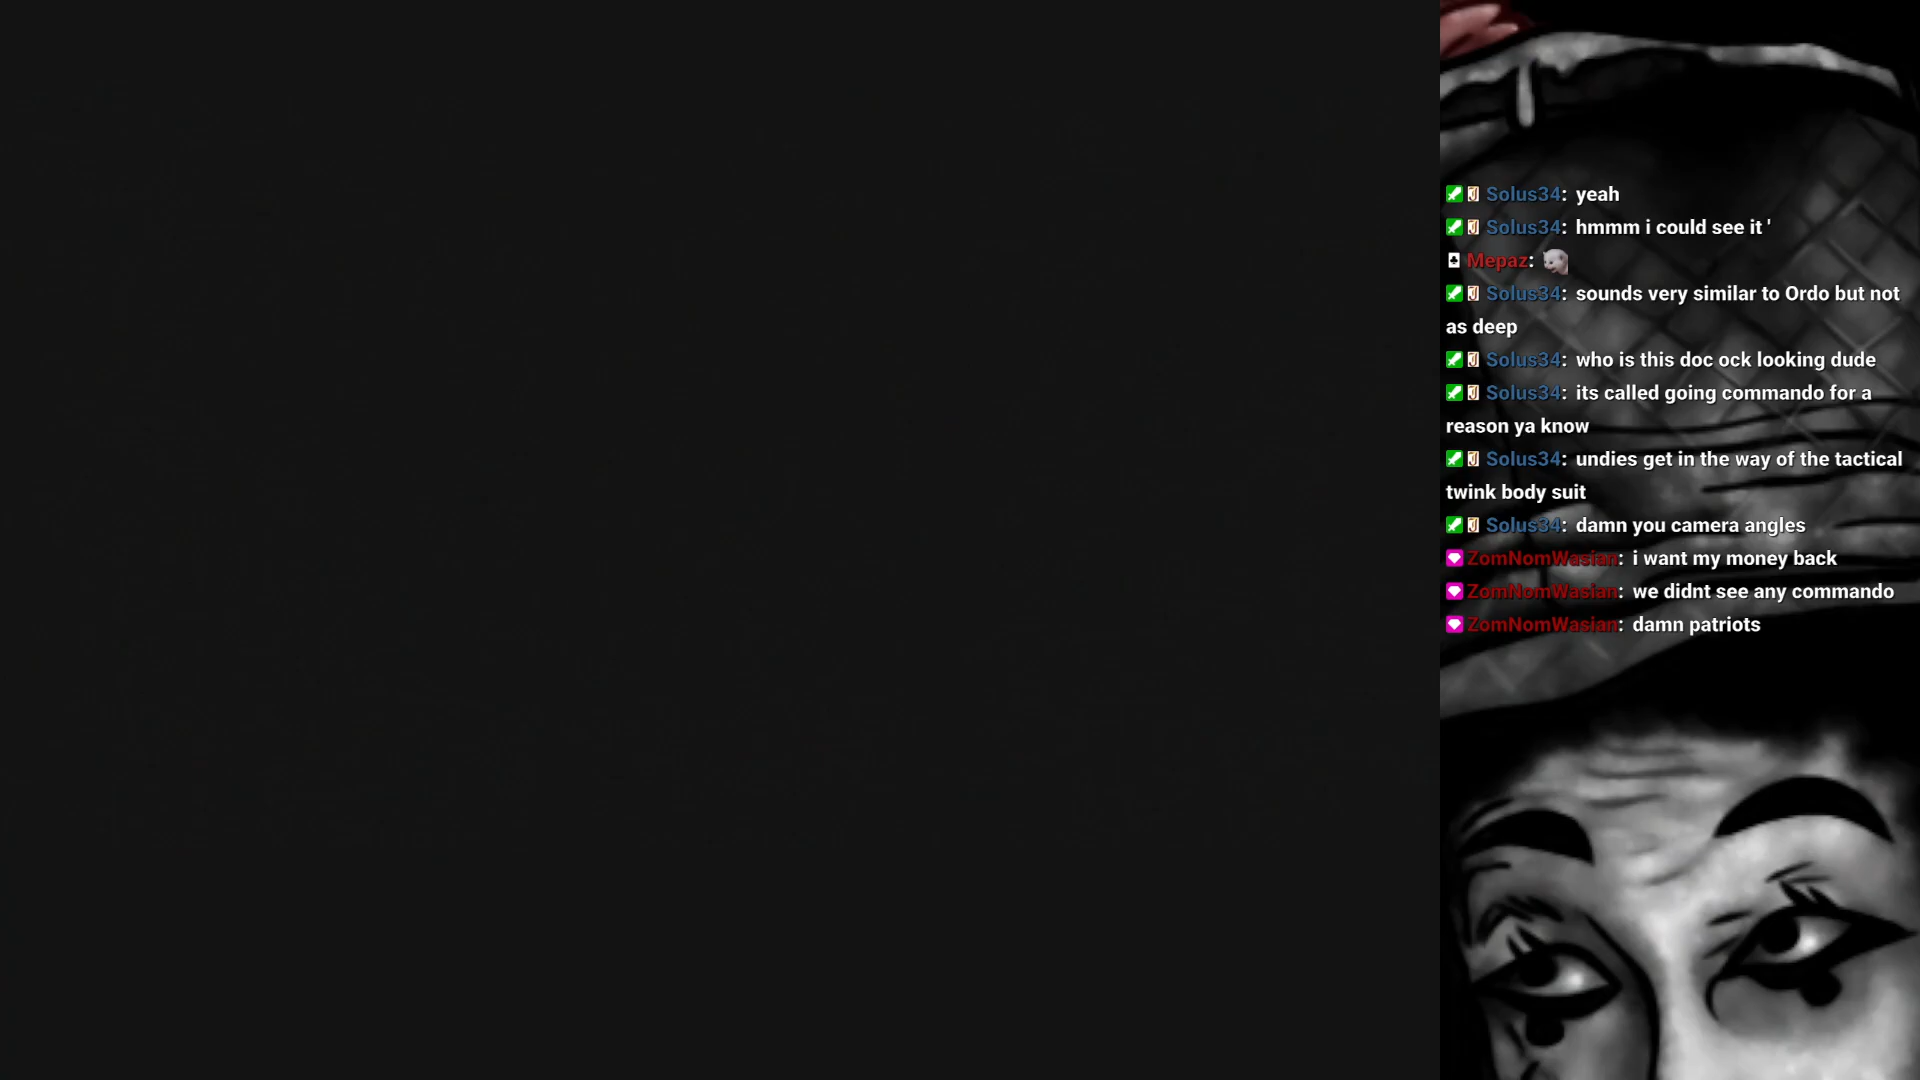 Solus34: yeah
Solus34: hmmm i could see it '
Mepaz:
Solus34: sounds very similar to Ordo but not
as deep
Solus34: who is this doc ock looking dude
Solus34: its called going commando for a
reason ya know
Solus34: undies get in the way of the tactical
twink body suit
Solus34: damn you camera angles
ZomNomWasian: i want my money back
ZomNomWasian: we didnt see any commando
ZomNomWasian: damn patriots